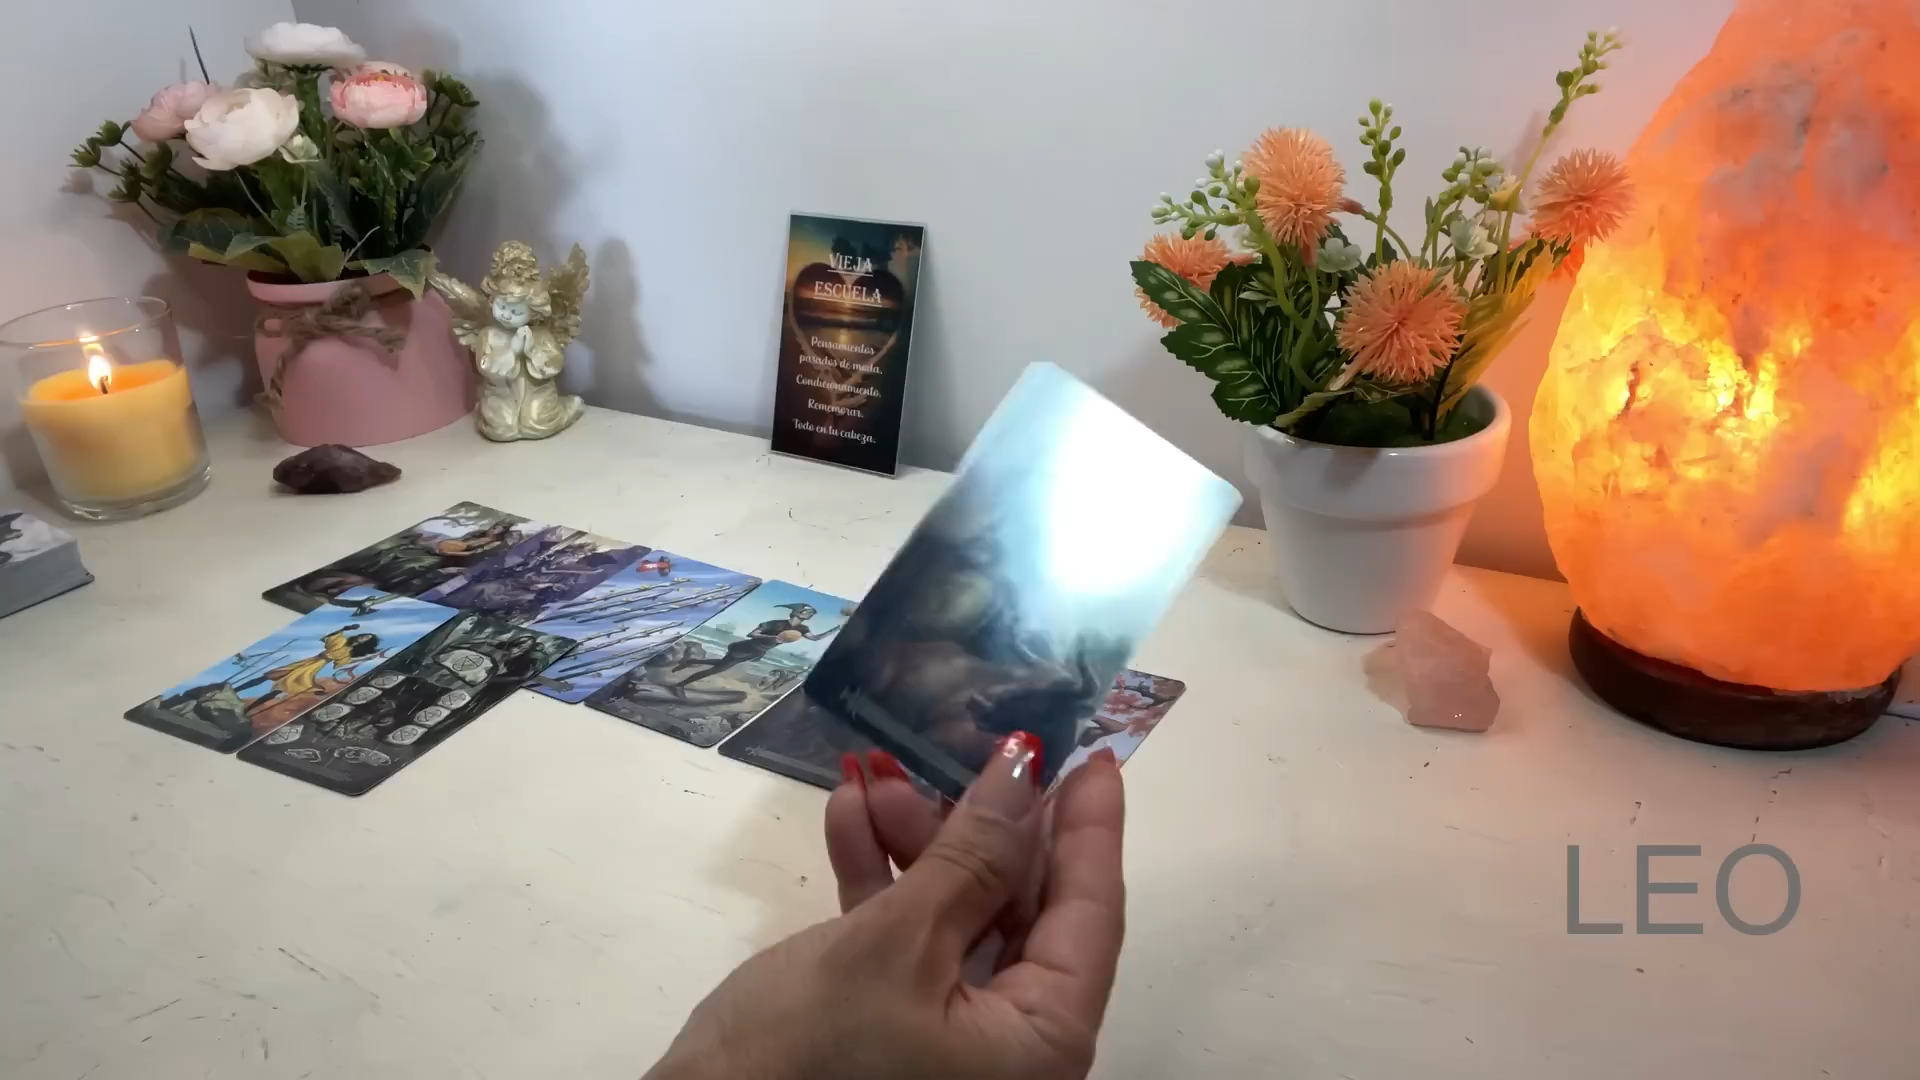 VIEJA
ESCUELA
Pensamientos
pasados de moda.
Condicionamiento.
Rememorar.
Todo en tu cabeza.
LEO